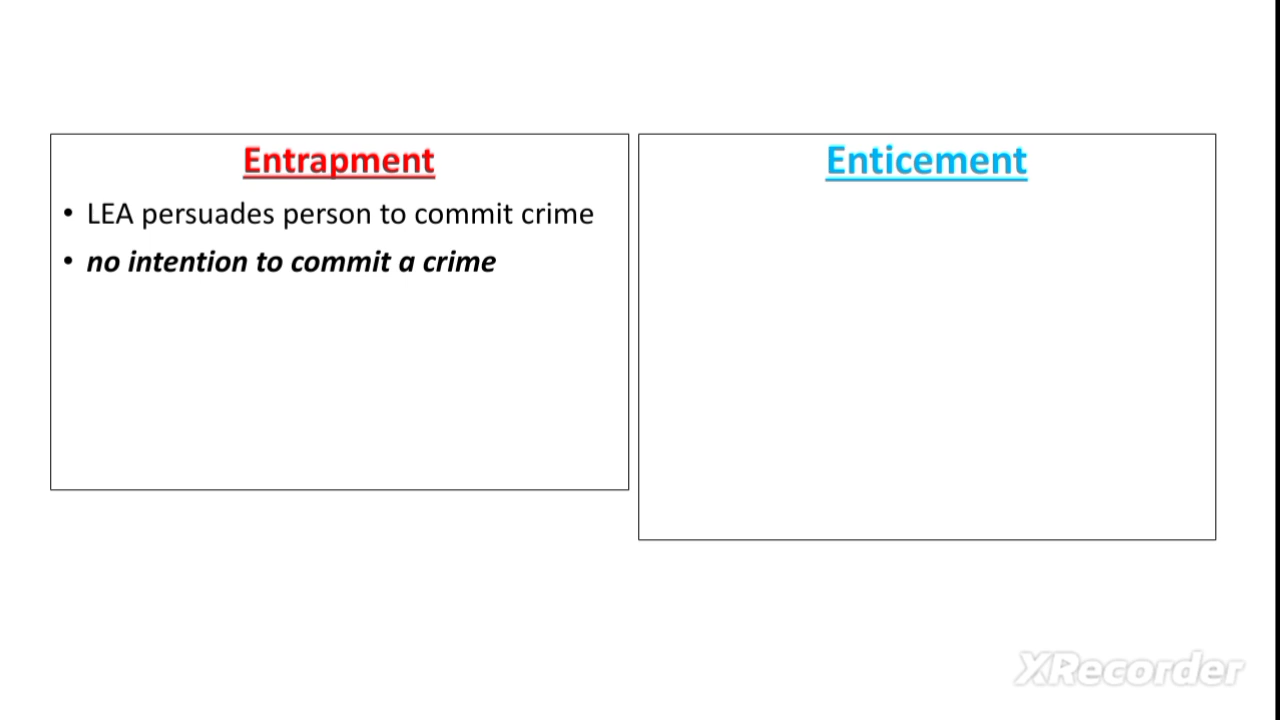 Entrapment
• LEA persuades person to commit crime
• no intention to commit a crime
Enticement
XRecorder